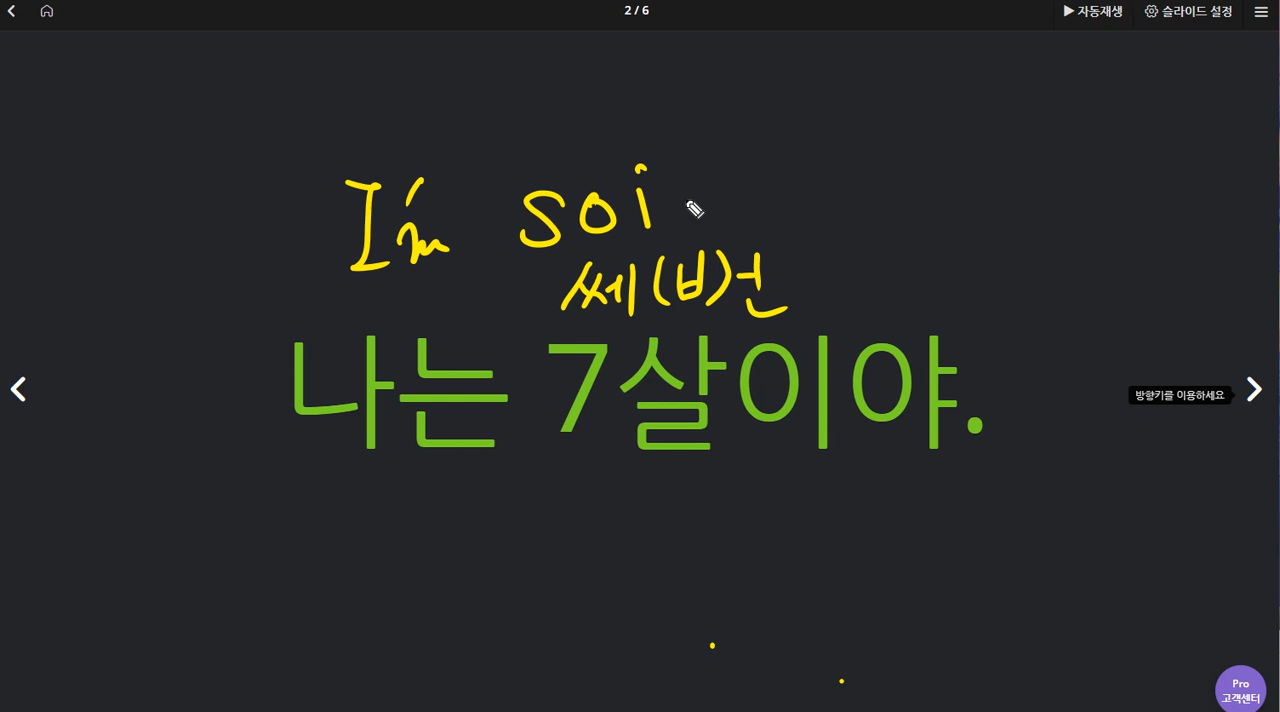 2 / 6
자동재생
슬라이드 설정
I'm soi
쎄(ㅂ)언
나는 7살이야.
방향키를 이용하세요
Pro
고객센터